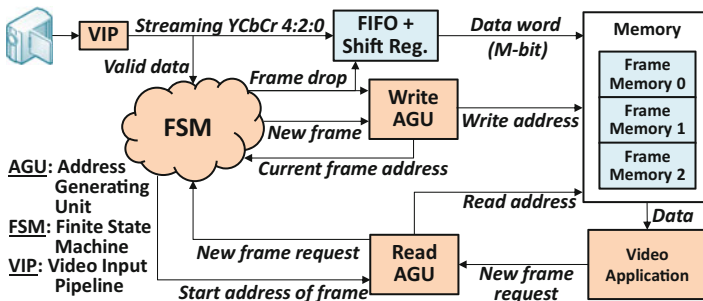 VIP
Streaming YCbCr 4:2:0
FIFO +
Shift Reg.
Data word
(M-bit)
Memory
Frame
Memory 0
Frame
Memory 1
Frame
Memory 2
Valid data
Frame drop
FSM
New frame
Write
AGU
Write address
Current frame address
AGU: Address
Generating
Unit
FSM: Finite State
Machine
VIP: Video Input
Pipeline
Read address
New frame request
Read
AGU
Start address of frame
New frame
request
Data
Video
Application